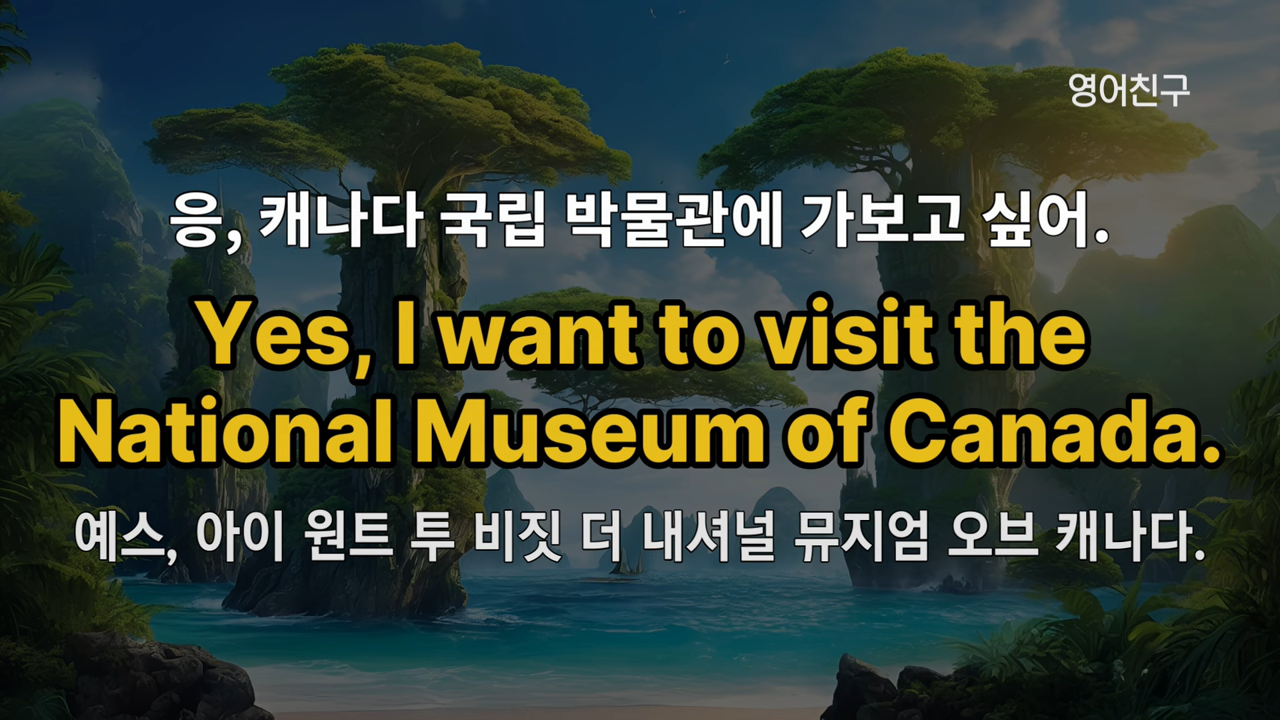 영어친구
응, 캐나다 국립 박물관에 가보고 싶어.
Yes, I want to visit the
National Museum of Canada.
예스, 아이 원트 투 비짓 더 내셔널 뮤지엄 오브 캐나다.